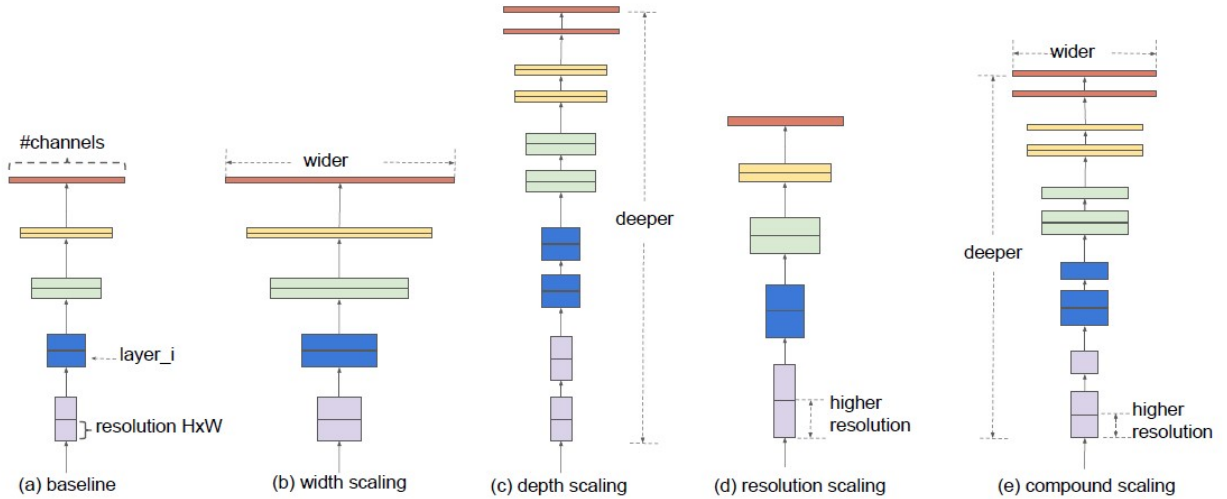 #channels
layer_i
resolution HxW
(a) baseline
wider
(b) width scaling
deeper
(c) depth scaling
higher
resolution
(d) resolution scaling
wider
deeper
higher
resolution
(e) compound scaling